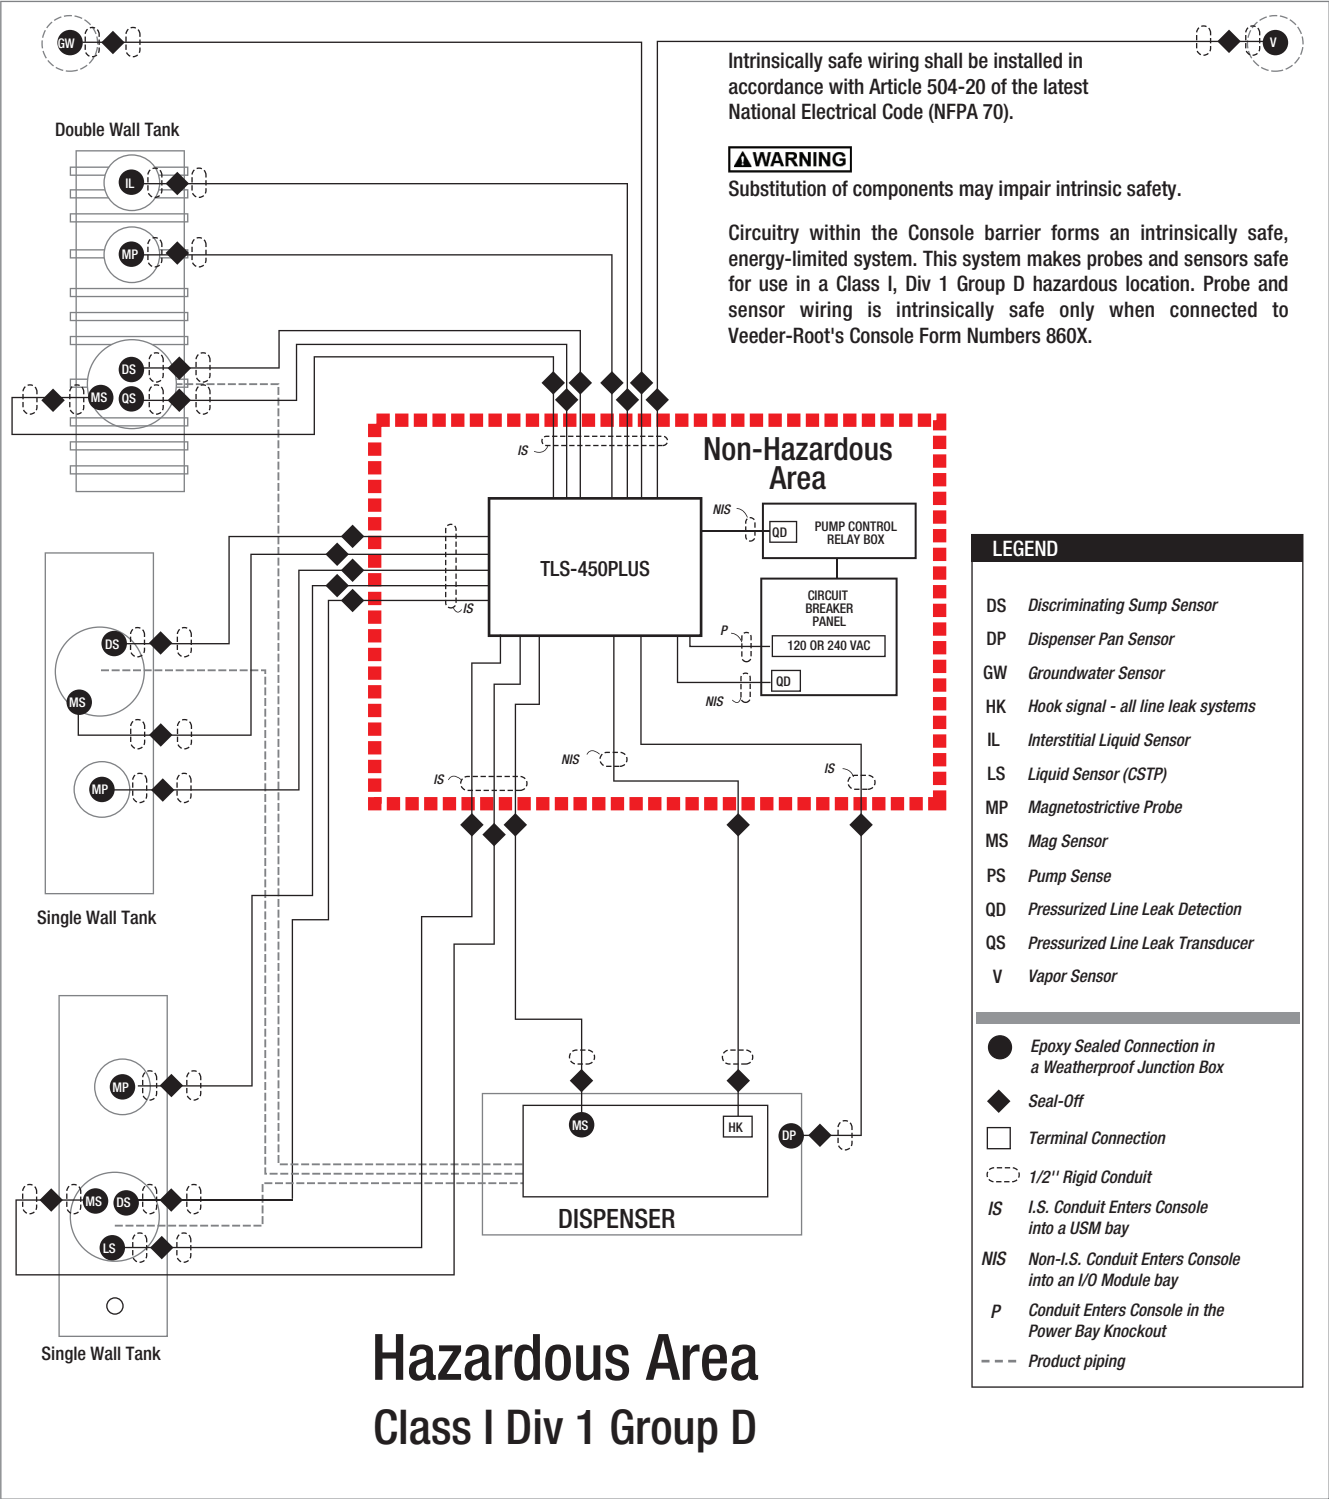 GW
V
Intrinsically safe wiring shall be installed in
accordance with Article 504-20 of the latest
National Electrical Code (NFPA 70).
WARNING
Substitution of components may impair intrinsic safety.
Circuitry within the Console barrier forms an intrinsically safe,
energy-limited system. This system makes probes and sensors safe
for use in a Class I, Div 1 Group D hazardous location. Probe and
sensor wiring is intrinsically safe only when connected to
Veeder-Root's Console Form Numbers 860X.
Double Wall Tank
IL
MP
DS
MS
QS
IS
Non-Hazardous
Area
NIS
QD
PUMP CONTROL
RELAY BOX
TLS-450PLUS
CIRCUIT
BREAKER
PANEL
IS
P
120 OR 240 VAC
QD
NIS
DS
MS
MP
Single Wall Tank
IS
NIS
IS
MP
MS
DS
LS
Single Wall Tank
MS
HK
DP
DISPENSER
Hazardous Area
Class I Div 1 Group D
LEGEND
DS Discriminating Sump Sensor
DP Dispenser Pan Sensor
GW Groundwater Sensor
HK Hook signal - all line leak systems
IL Interstitial Liquid Sensor
LS Liquid Sensor (CSTP)
MP Magnetostrictive Probe
MS Mag Sensor
PS Pump Sense
QD Pressurized Line Leak Detection
QS Pressurized Line Leak Transducer
V Vapor Sensor
Epoxy Sealed Connection in
a Weatherproof Junction Box
Seal-Off
Terminal Connection
1/2'' Rigid Conduit
IS I.S. Conduit Enters Console
into a USM bay
NIS Non-I.S. Conduit Enters Console
into an I/O Module bay
P Conduit Enters Console in the
Power Bay Knockout
Product piping